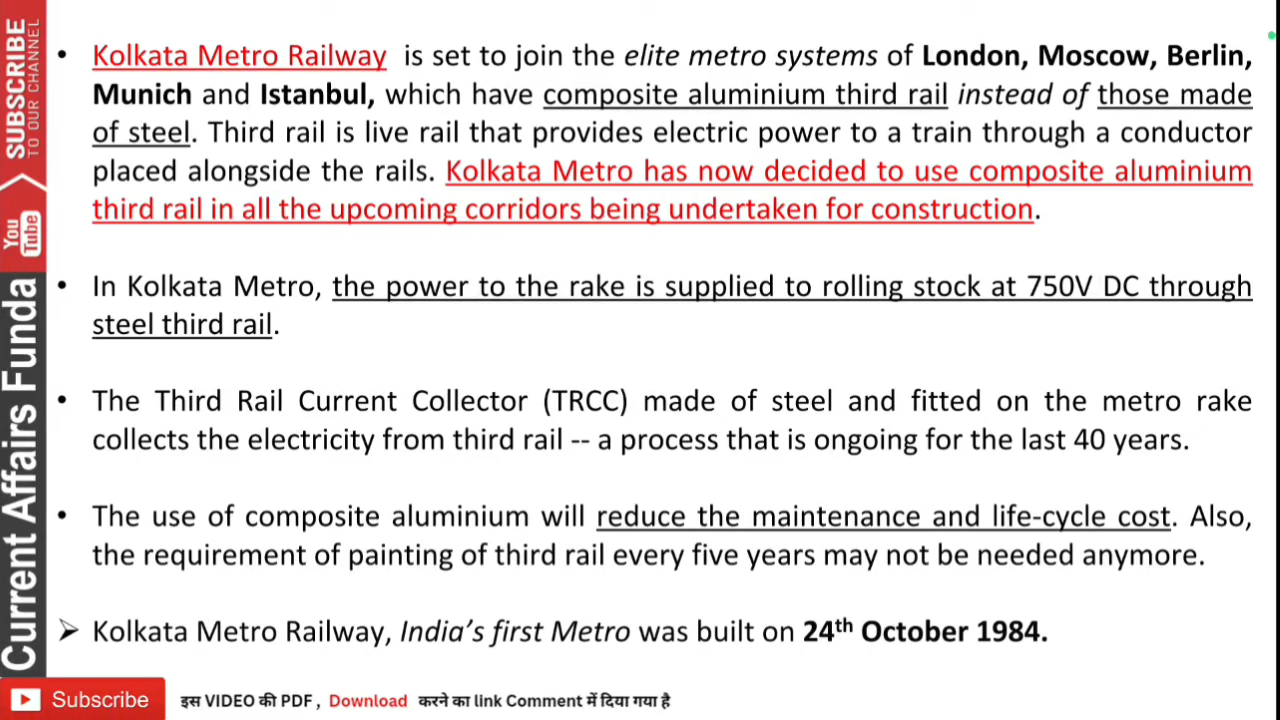 • Kolkata Metro Railway is set to join the elite metro systems of London, Moscow, Berlin,
Munich and Istanbul, which have composite aluminium third rail instead of those made
of steel. Third rail is live rail that provides electric power to a train through a conductor
placed alongside the rails. Kolkata Metro has now decided to use composite aluminium
third rail in all the upcoming corridors being undertaken for construction.
• In Kolkata Metro, the power to the rake is supplied to rolling stock at 750V DC through
steel third rail.
• The Third Rail Current Collector (TRCC) made of steel and fitted on the metro rake
collects the electricity from third rail -- a process that is ongoing for the last 40 years.
• The use of composite aluminium will reduce the maintenance and life-cycle cost. Also,
the requirement of painting of third rail every five years may not be needed anymore.
➢ Kolkata Metro Railway, India's first Metro was built on 24th October 1984.
SUBSCRIBE
TO OUR CHANNEL
You
Tube
Current Affairs Funda
Subscribe
इस VIDEO की PDF , Download करने का link Comment में दिया गया है